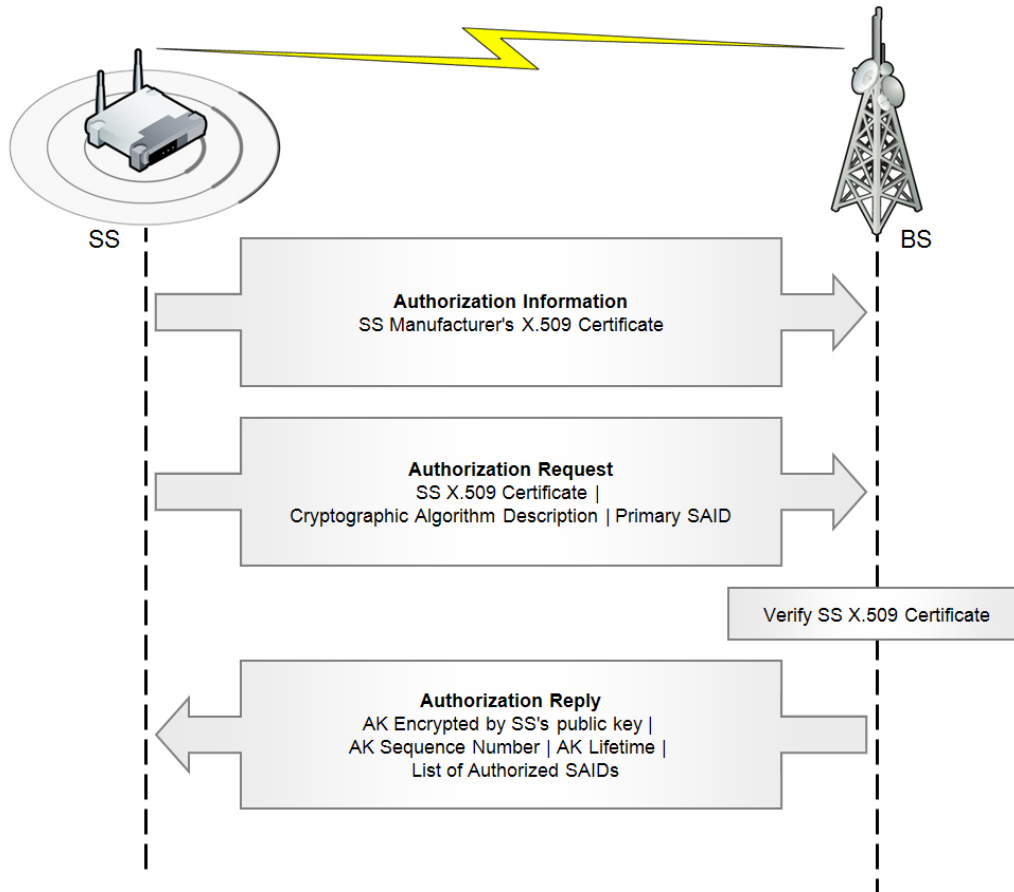 SS
BS
Authorization Information
SS Manufacturer's X.509 Certificate
Authorization Request
SS X.509 Certificate |
Cryptographic Algorithm Description | Primary SAID
Verify SS X.509 Certificate
Authorization Reply
AK Encrypted by SS's public key |
AK Sequence Number | AK Lifetime |
List of Authorized SAIDs